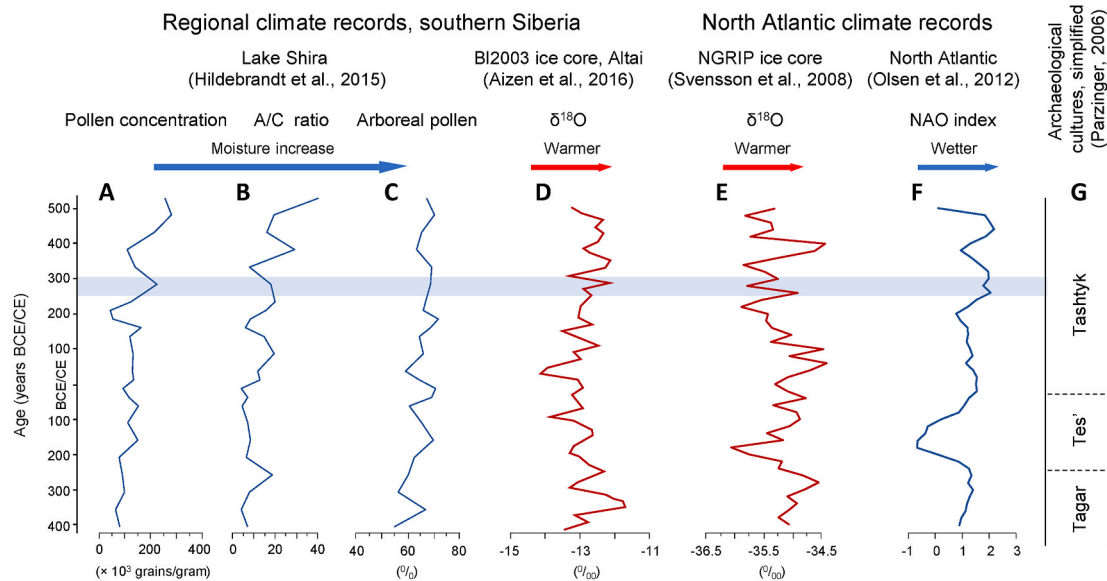 Regional climate records, southern Siberia
North Atlantic climate records
Lake Shira
(Hildebrandt et al., 2015)
BI2003 ice core, Altai
(Aizen et al., 2016)
NGRIP ice core
(Svensson et al., 2008)
North Atlantic
(Olsen et al., 2012)
Archaeological
cultures, simplified
(Parzinger, 2006)
Pollen concentration
A/C ratio
Arboreal pollen
δ18O
δ18O
NAO index
Moisture increase
Warmer
Warmer
Wetter
A
B
C
D
E
F
G
Age (years BCE/CE)
500
400
300
200
100
BCE/CE
100
200
300
400
Tashtyk
Tes'
Tagar
0 200 400
(× 10³ grains/gram)
0 20 40
40 60 80
(0/0)
-15 -13 -11
(0/00)
-36.5 -35.5 -34.5
(0/00)
-1 0 1 2 3